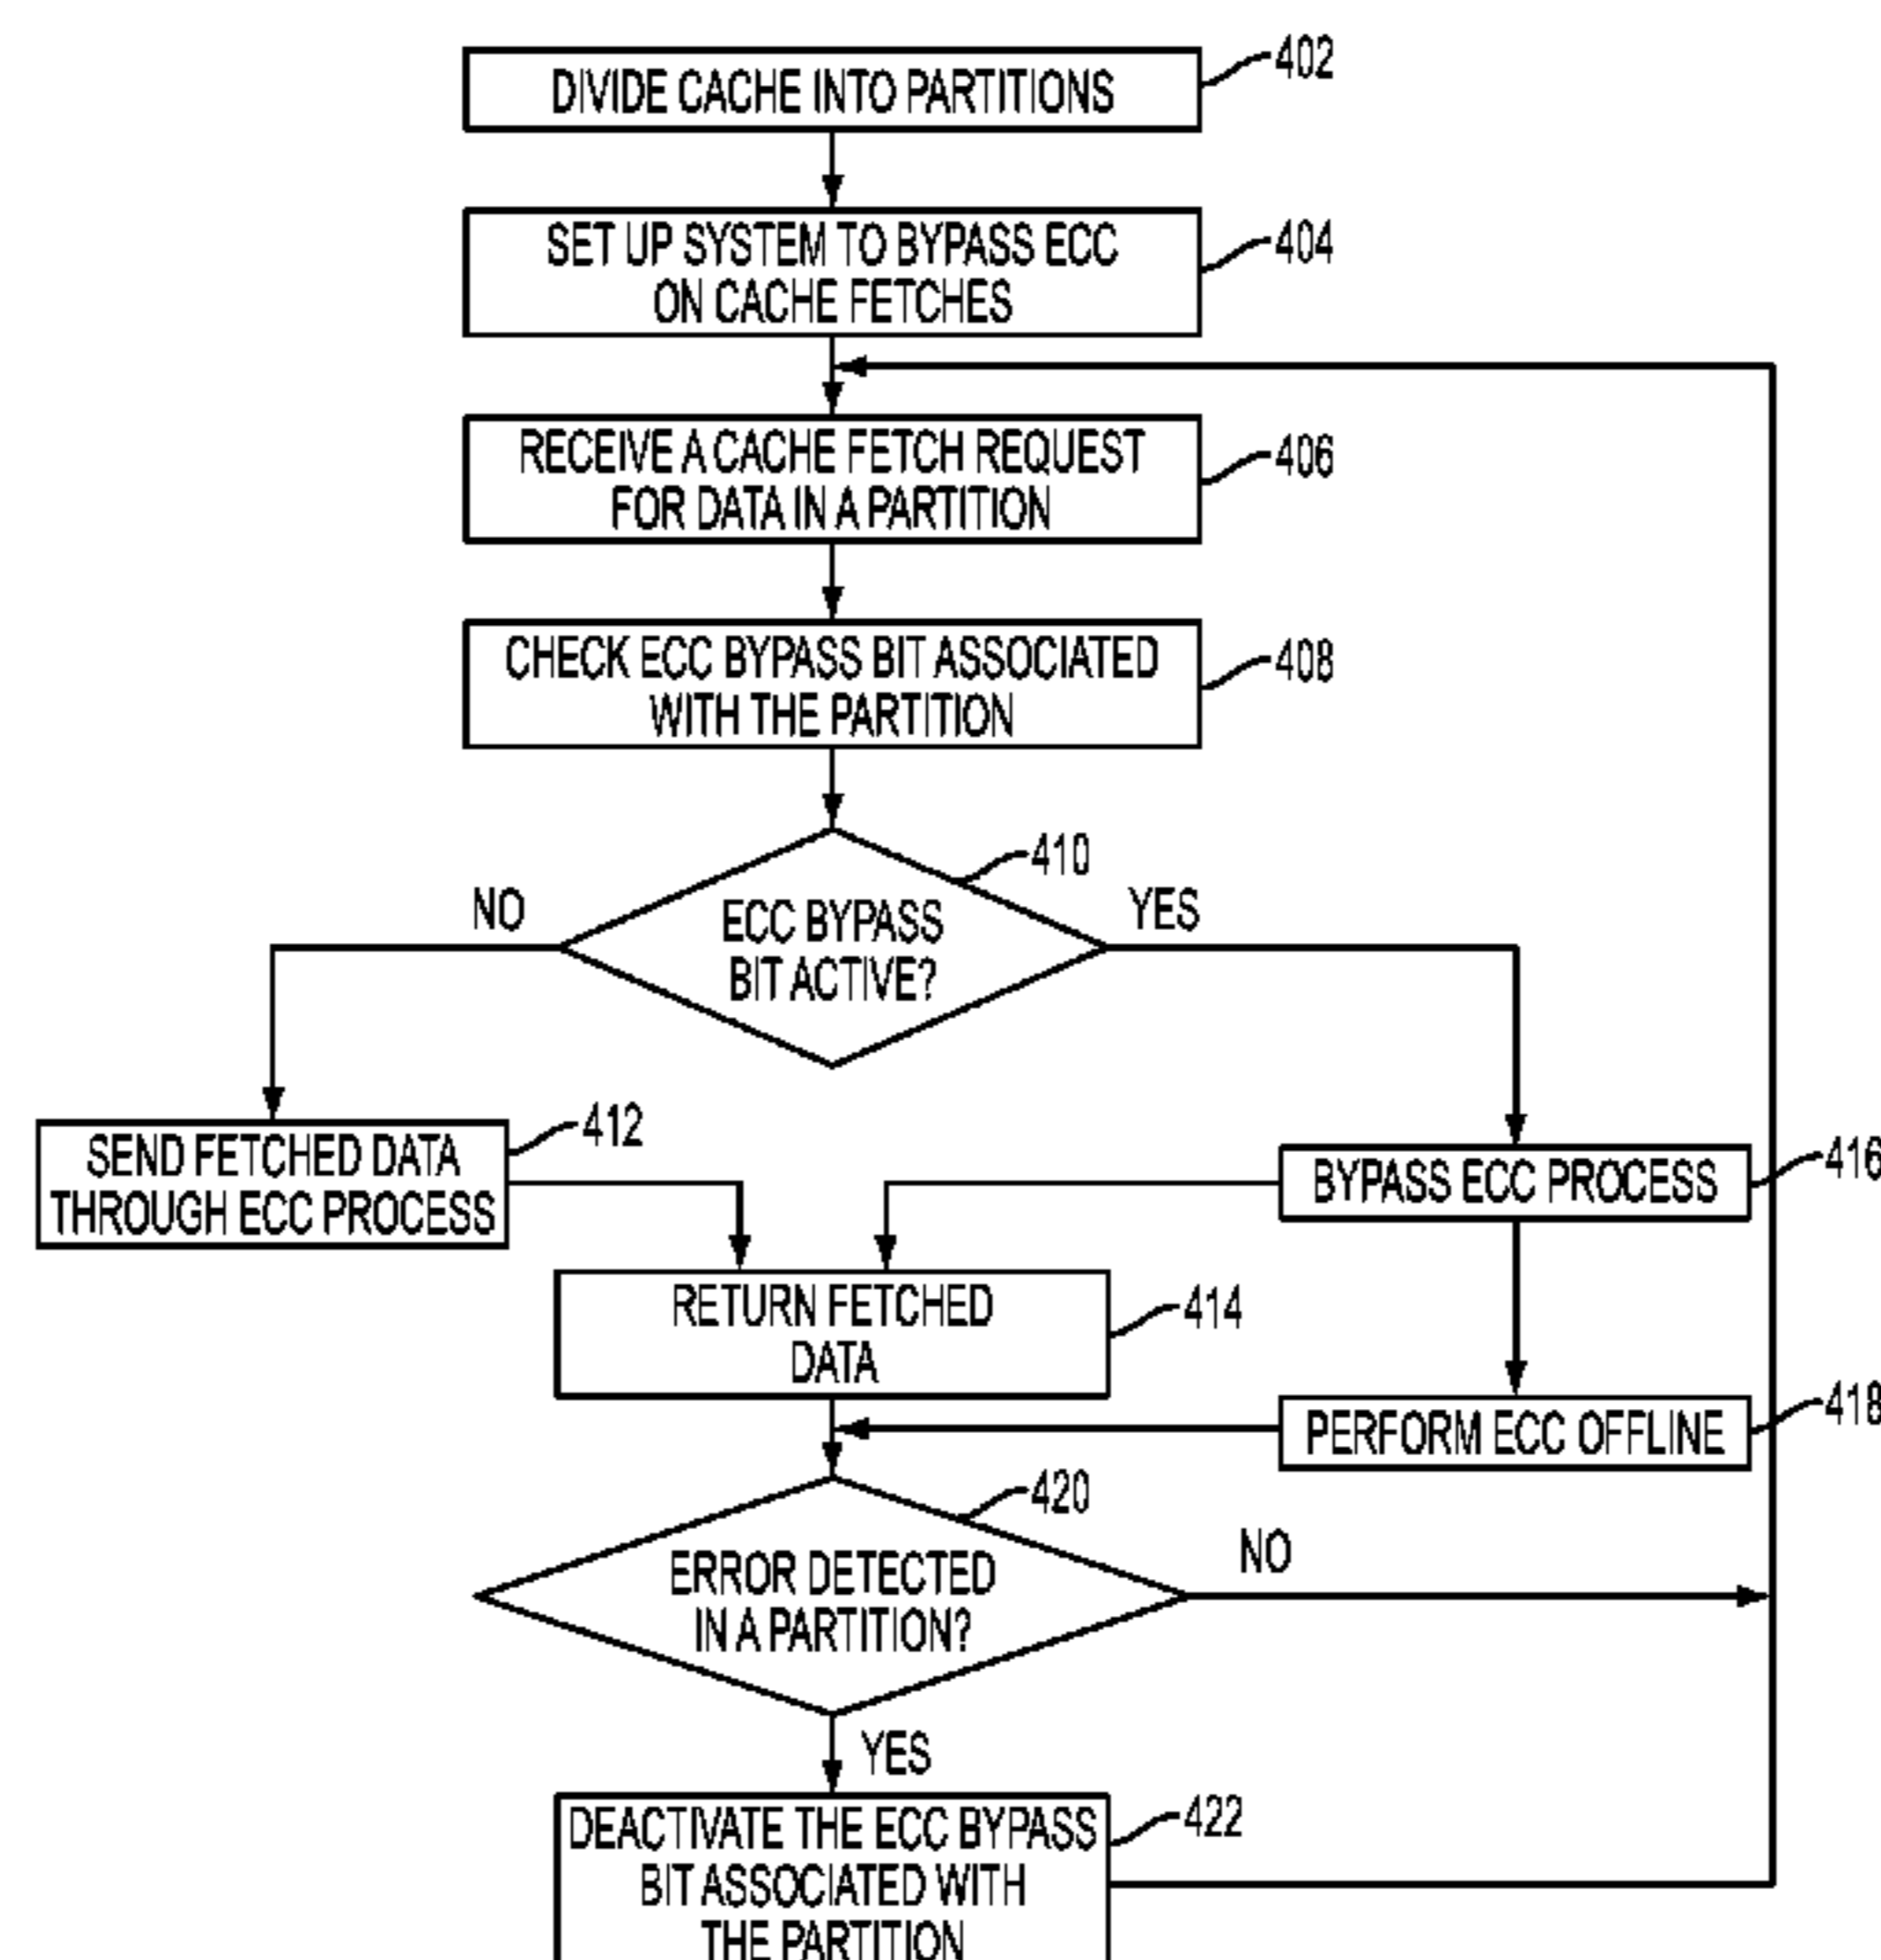 DIVIDE CACHE INTO PARTITIONS
402
SET UP SYSTEM TO BYPASS ECC
ON CACHE FETCHES
404
RECEIVE A CACHE FETCH REQUEST
FOR DATA IN A PARTITION
406
CHECK ECC BYPASS BIT ASSOCIATED
WITH THE PARTITION
408
410
NO
YES
ECC BYPASS
BIT ACTIVE?
SEND FETCHED DATA
THROUGH ECC PROCESS
412
BYPASS ECC PROCESS
416
RETURN FETCHED
DATA
414
PERFORM ECC OFFLINE
418
420
ERROR DETECTED
IN A PARTITION?
NO
YES
DEACTIVATE THE ECC BYPASS
BIT ASSOCIATED WITH
THE PARTITION
422